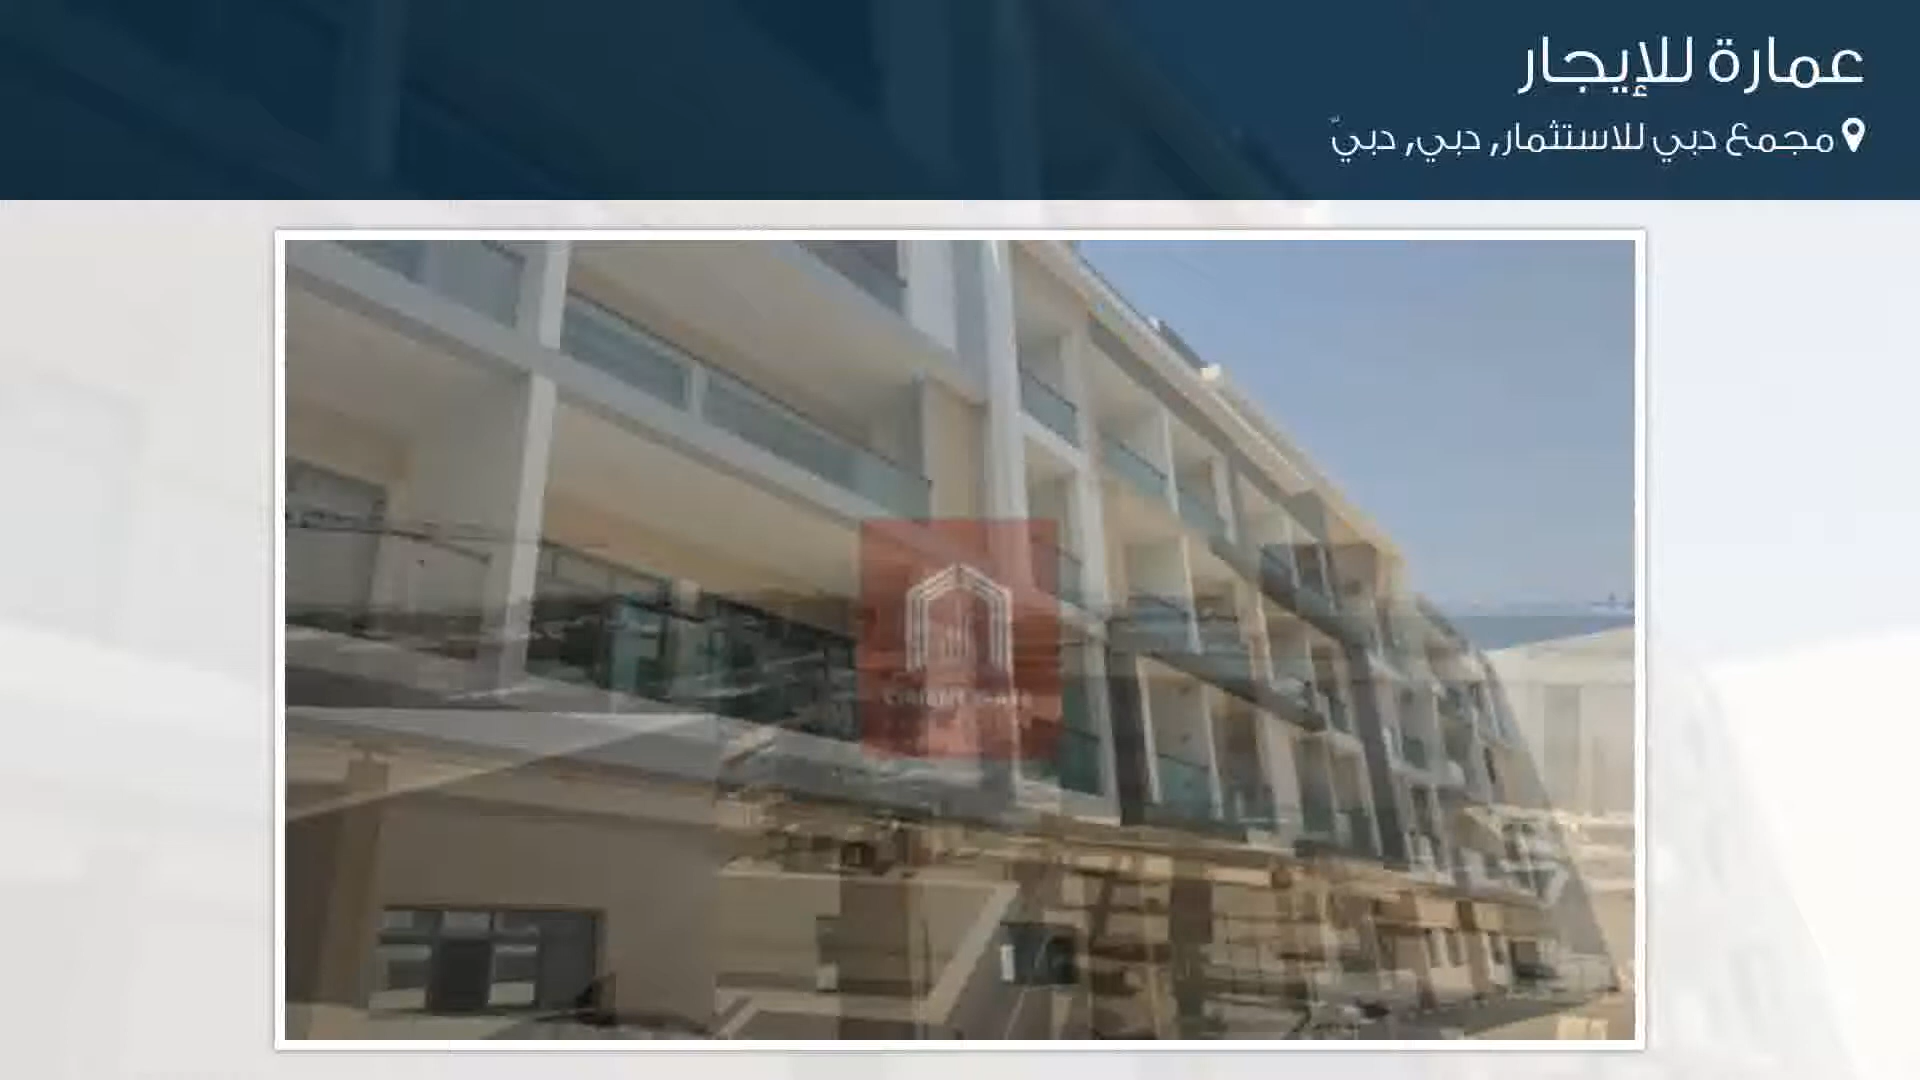 عمارة للإيجار
مجمع دبي للاستثمار, دبي, دبيّ